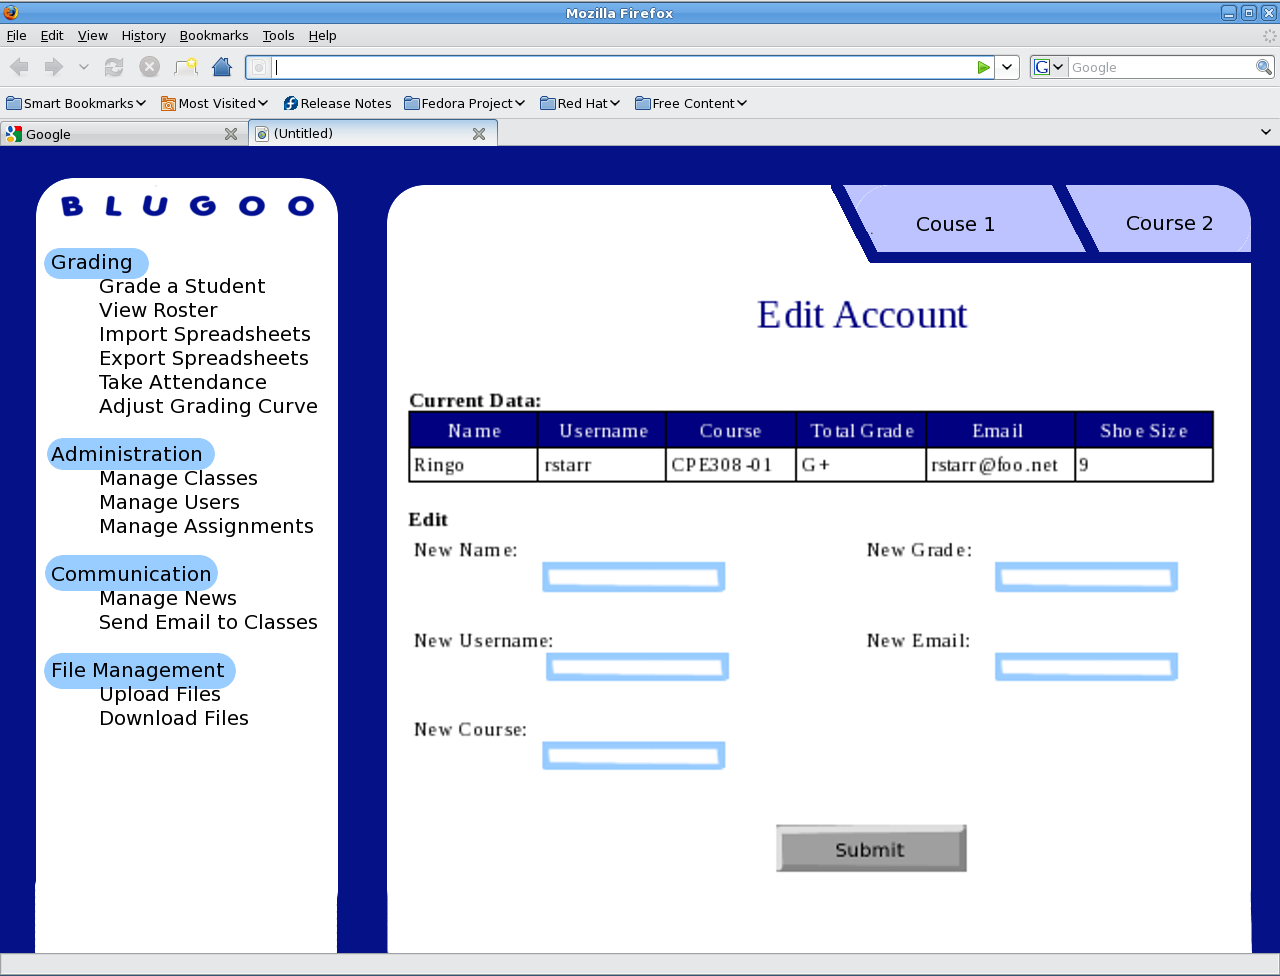 Mozilla Firefox
File Edit View History Bookmarks Tools Help
G Google
Smart Bookmarks Most Visited Release Notes Fedora Project Red Hat Free Content
Google (Untitled)
BLUGOO
Couse 1 Course 2
Grading
Grade a Student
View Roster
Import Spreadsheets
Export Spreadsheets
Take Attendance
Adjust Grading Curve
Administration
Manage Classes
Manage Users
Manage Assignments
Communication
Manage News
Send Email to Classes
File Management
Upload Files
Download Files
Edit Account
Current Data:
Name Username Course Total Grade Email Shoe Size
Ringo rstarr CPE308-01 G+ rstarr@foo.net 9
Edit
New Name: New Grade:
New Username: New Email:
New Course:
Submit